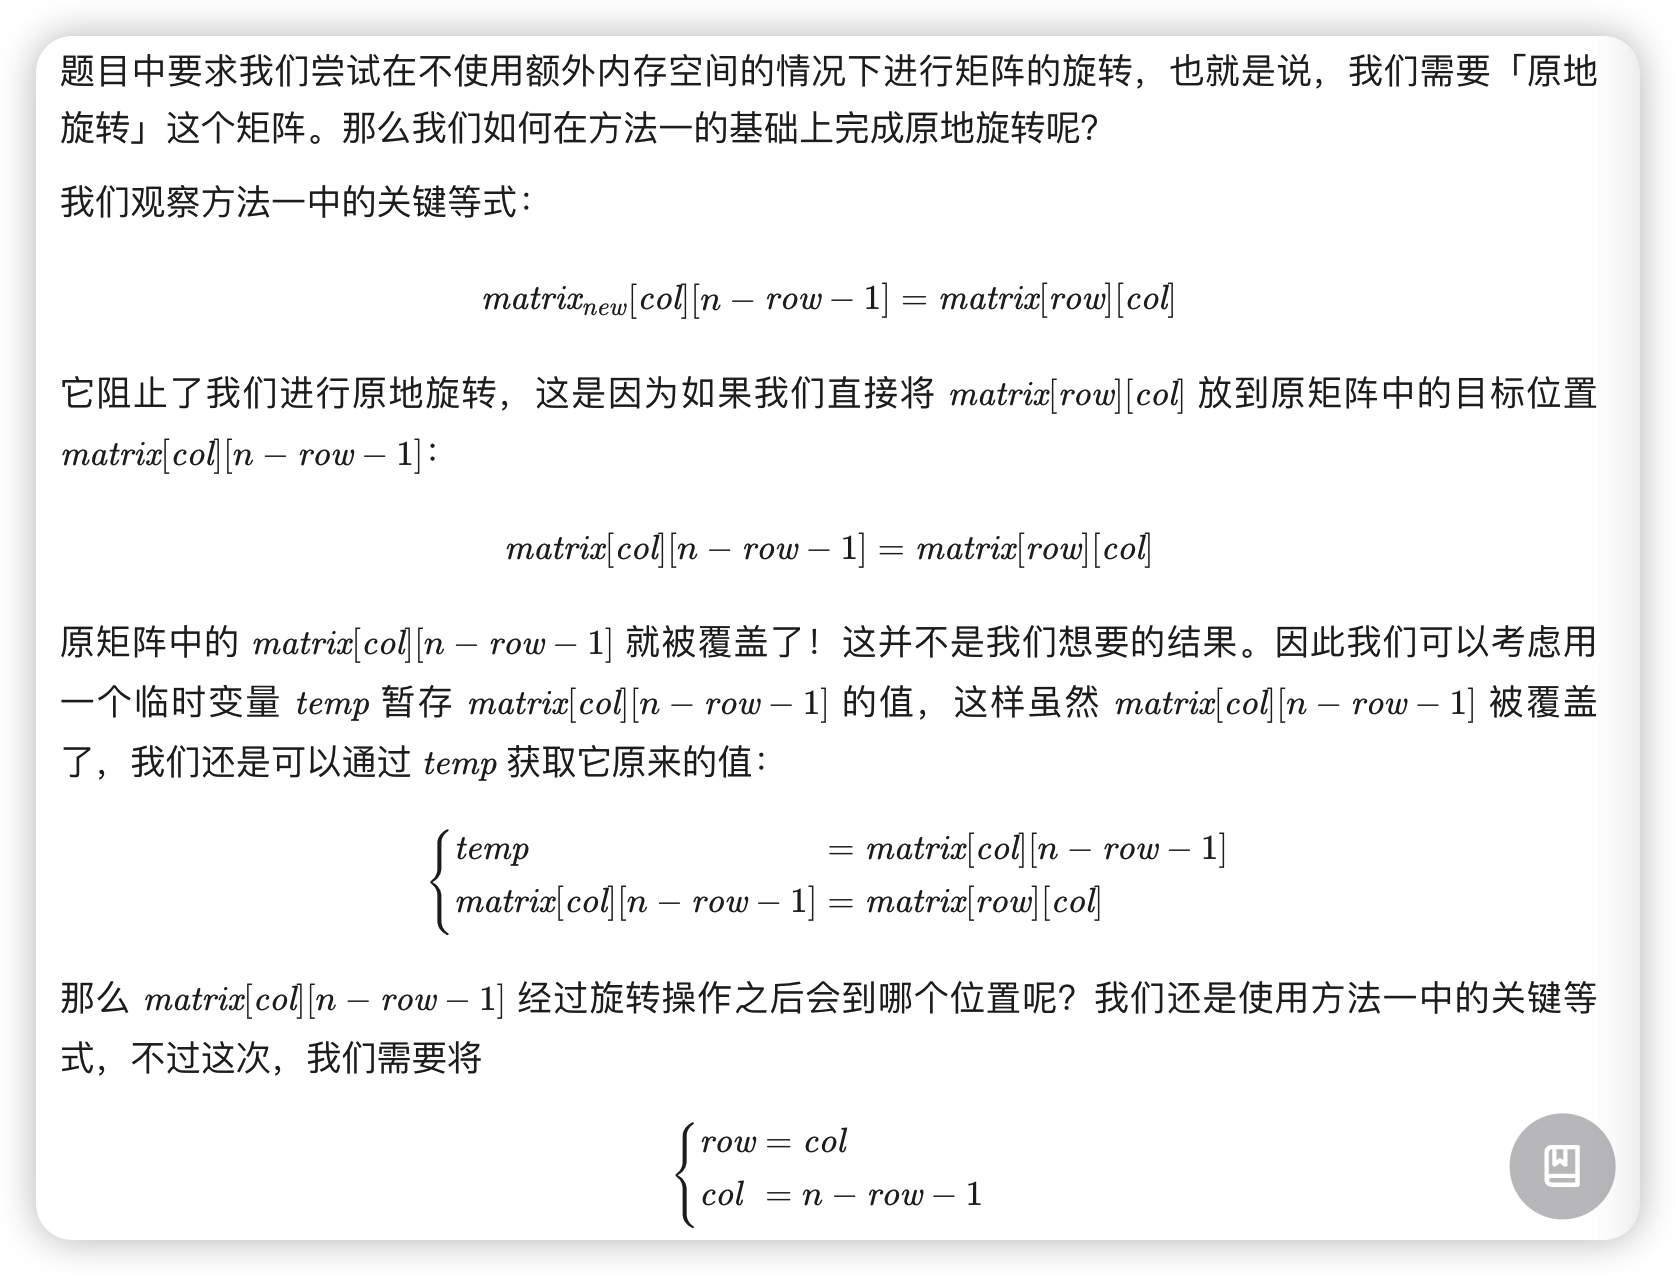 题目中要求我们尝试在不使用额外内存空间的情况下进行矩阵的旋转，也就是说，我们需要「原地
旋转」这个矩阵。那么我们如何在方法一的基础上完成原地旋转呢？
我们观察方法一中的关键等式：
matrix_new[col][n − row − 1] = matrix[row][col]
它阻止了我们进行原地旋转，这是因为如果我们直接将 matrix[row][col] 放到原矩阵中的目标位置
matrix[col][n − row − 1]：
matrix[col][n − row − 1] = matrix[row][col]
原矩阵中的 matrix[col][n − row − 1] 就被覆盖了！这并不是我们想要的结果。因此我们可以考虑用
一个临时变量 temp 暂存 matrix[col][n − row − 1] 的值，这样虽然 matrix[col][n − row − 1] 被覆盖
了，我们还是可以通过 temp 获取它原来的值：
temp = matrix[col][n − row − 1]
matrix[col][n − row − 1] = matrix[row][col]
那么 matrix[col][n − row − 1] 经过旋转操作之后会到哪个位置呢？我们还是使用方法一中的关键等
式，不过这次，我们需要将
row = col
col = n − row − 1